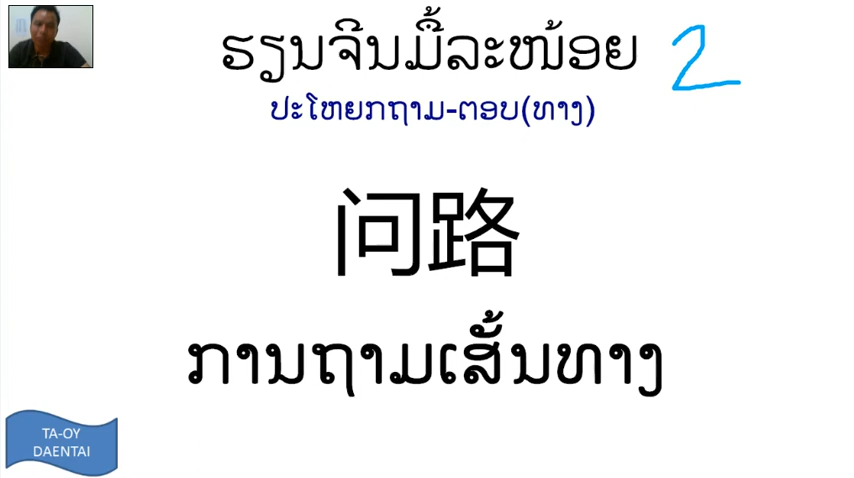 ຮຽນຈີນມື້ລະໜ້ອຍ 2
ປະໂຫຍກຖາມ-ຕອບ(ທາງ)
问路
ການຖາມເສັ້ນທາງ
TA-OY
DAENTAI